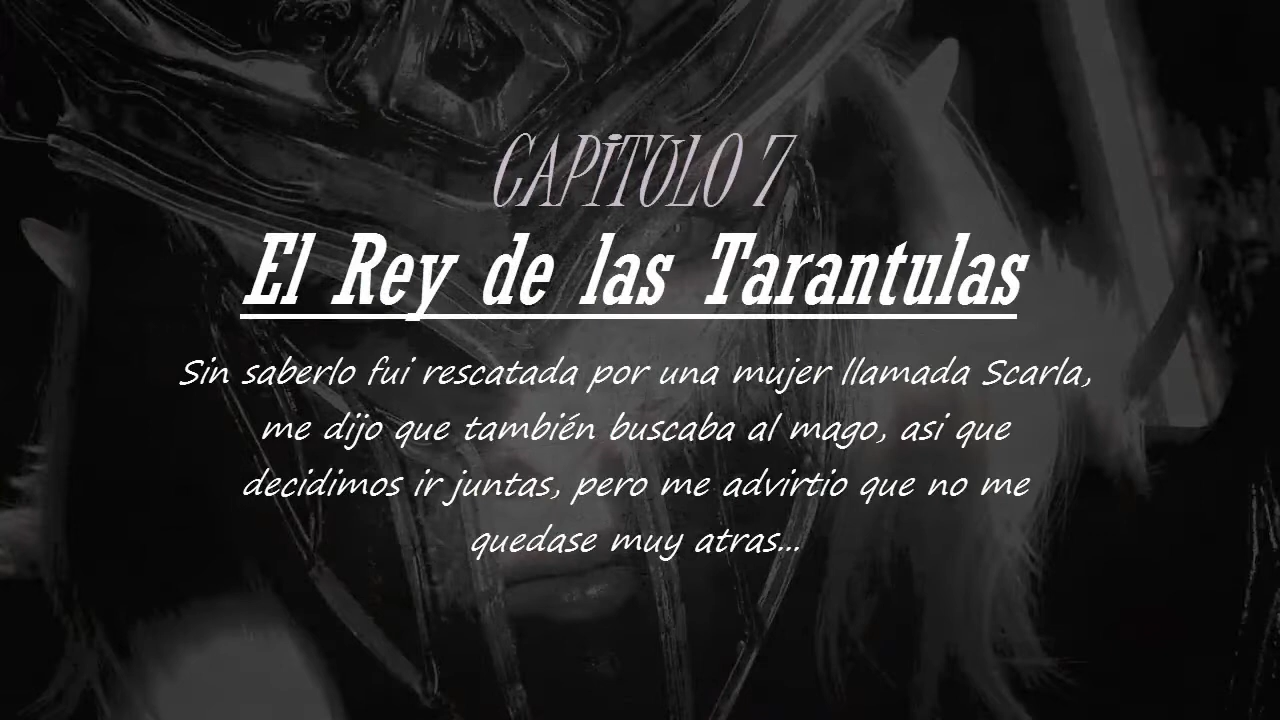 CAPiTULO 7
El Rey de las Tarantulas
Sin saberlo fui rescatada por una mujer llamada Scarla,
me dijo que también buscaba al mago, asi que
decidimos ir juntas, pero me advirtio que no me
quedase muy atras...